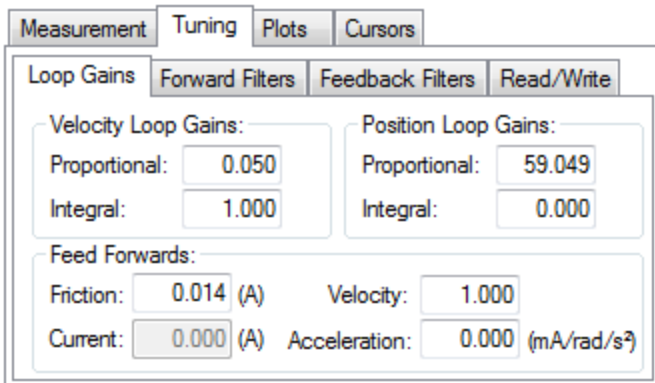 Measurement Tuning Plots Cursors
Loop Gains Forward Filters Feedback Filters Read/Write
Velocity Loop Gains: Position Loop Gains:
Proportional: 0.050 Proportional: 59.049
Integral: 1.000 Integral: 0.000
Feed Forwards:
Friction: 0.014 (A) Velocity: 1.000
Current: 0.000 (A) Acceleration: 0.000 (mA/rad/s²)